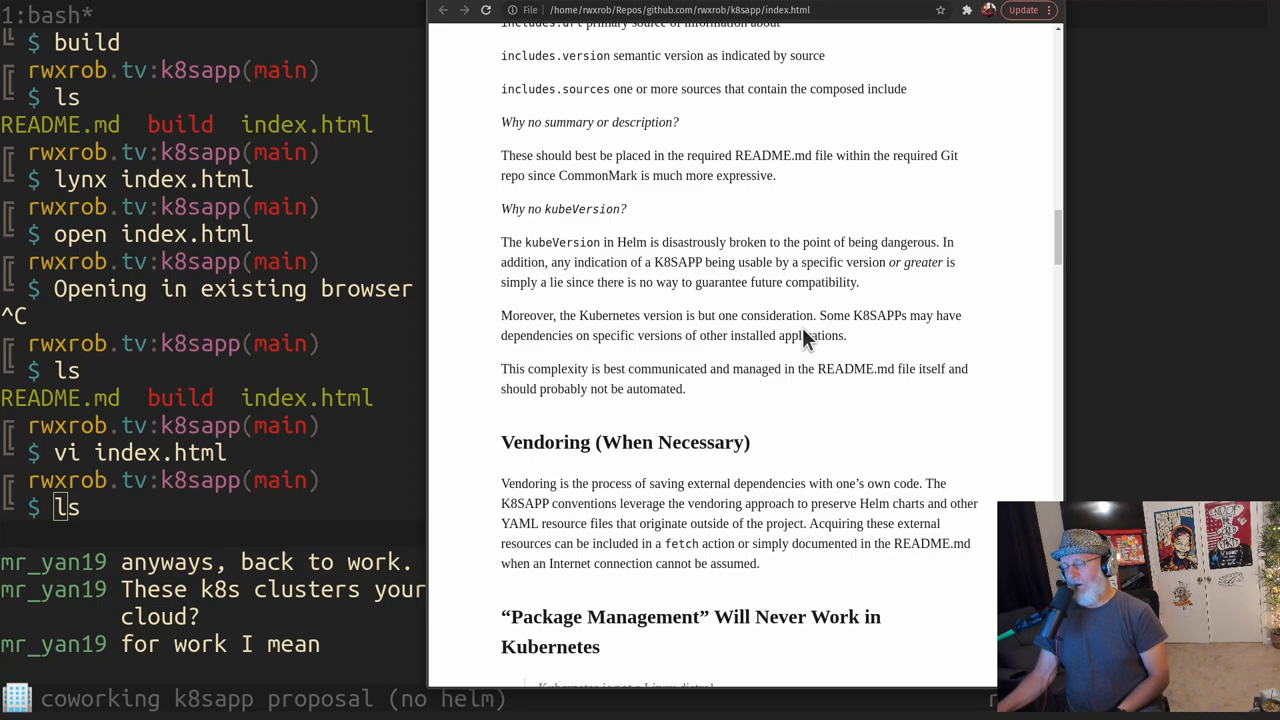 1:bash*
$ build
rwxrob.tv:k8sapp(main)
$ ls
README.md build index.html
rwxrob.tv:k8sapp(main)
$ lynx index.html
rwxrob.tv:k8sapp(main)
$ open index.html
rwxrob.tv:k8sapp(main)
$ Opening in existing browser
^C
rwxrob.tv:k8sapp(main)
$ ls
README.md build index.html
rwxrob.tv:k8sapp(main)
$ vi index.html
rwxrob.tv:k8sapp(main)
$ ls
mr_yan19 anyways, back to work.
mr_yan19 These k8s clusters your
cloud?
mr_yan19 for work I mean
coworking k8sapp proposal (no helm)
File /home/rwxrob/Repos/github.com/rwxrob/k8sapp/index.html Update
includes.url primary source of information about
includes.version semantic version as indicated by source
includes.sources one or more sources that contain the composed include
Why no summary or description?
These should best be placed in the required README.md file within the required Git
repo since CommonMark is much more expressive.
Why no kubeVersion?
The kubeVersion in Helm is disastrously broken to the point of being dangerous. In
addition, any indication of a K8SAPP being usable by a specific version or greater is
simply a lie since there is no way to guarantee future compatibility.
Moreover, the Kubernetes version is but one consideration. Some K8SAPPs may have
dependencies on specific versions of other installed applications.
This complexity is best communicated and managed in the README.md file itself and
should probably not be automated.
Vendoring (When Necessary)
Vendoring is the process of saving external dependencies with one’s own code. The
K8SAPP conventions leverage the vendoring approach to preserve Helm charts and other
YAML resource files that originate outside of the project. Acquiring these external
resources can be included in a fetch action or simply documented in the README.md
when an Internet connection cannot be assumed.
“Package Management” Will Never Work in
Kubernetes
Kubernetes is not a Linux distro!